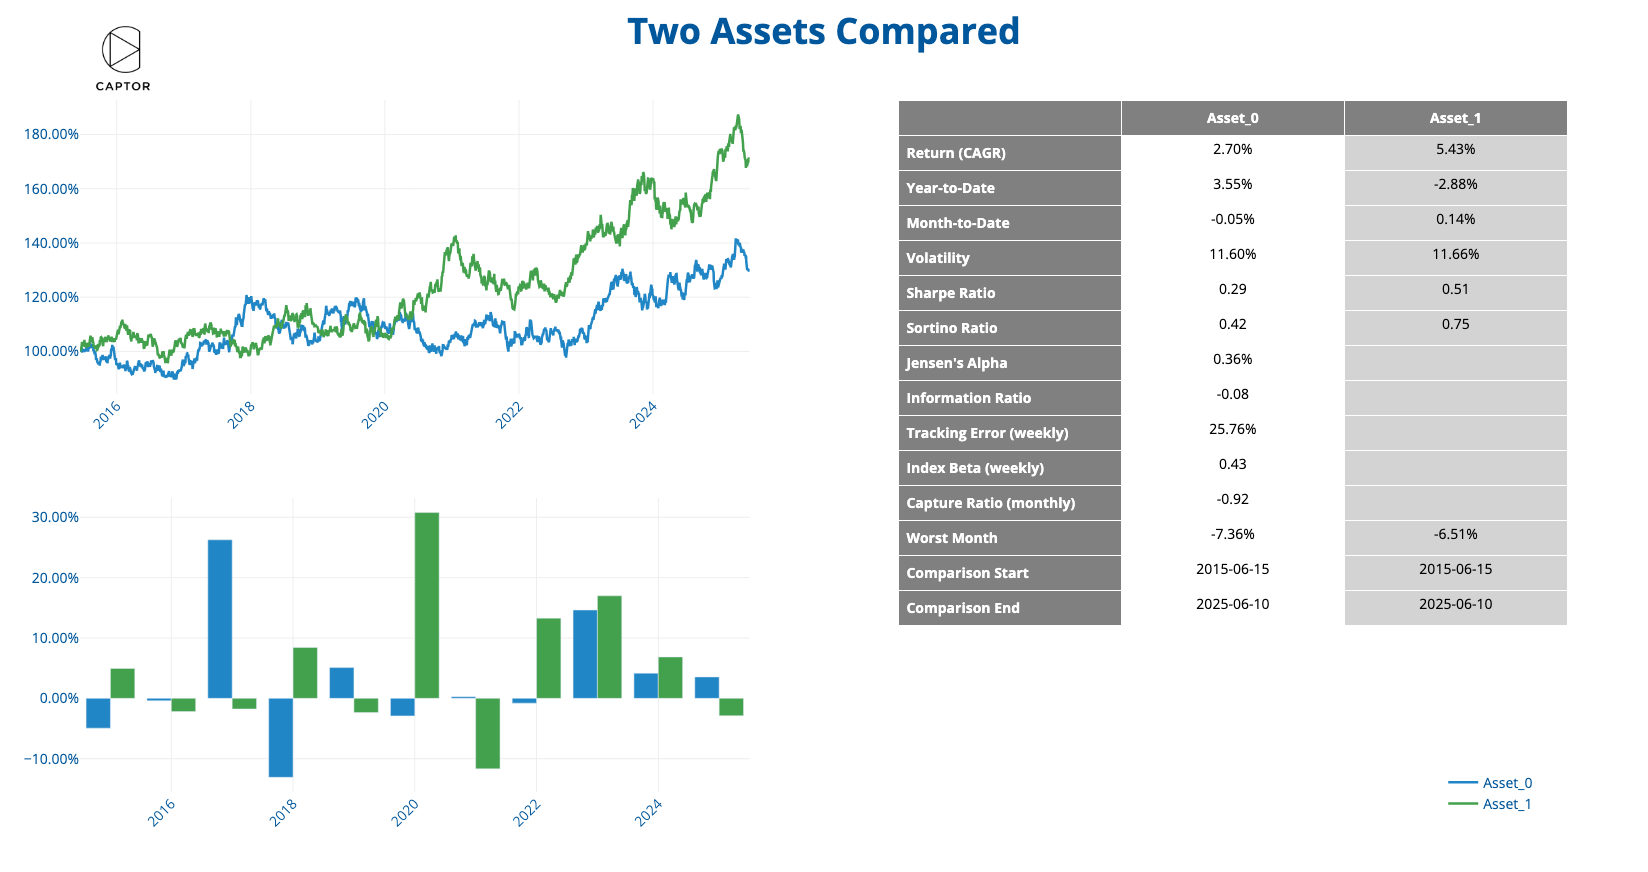 Two Assets Compared
CAPTOR
180.00%
160.00%
140.00%
120.00%
100.00%
2016
2018
2020
2022
2024
30.00%
20.00%
10.00%
0.00%
−10.00%
2016
2018
2020
2022
2024
Asset_0 Asset_1
Return (CAGR) 2.70% 5.43%
Year-to-Date 3.55% -2.88%
Month-to-Date -0.05% 0.14%
Volatility 11.60% 11.66%
Sharpe Ratio 0.29 0.51
Sortino Ratio 0.42 0.75
Jensen's Alpha 0.36%
Information Ratio -0.08
Tracking Error (weekly) 25.76%
Index Beta (weekly) 0.43
Capture Ratio (monthly) -0.92
Worst Month -7.36% -6.51%
Comparison Start 2015-06-15 2015-06-15
Comparison End 2025-06-10 2025-06-10
Asset_0
Asset_1